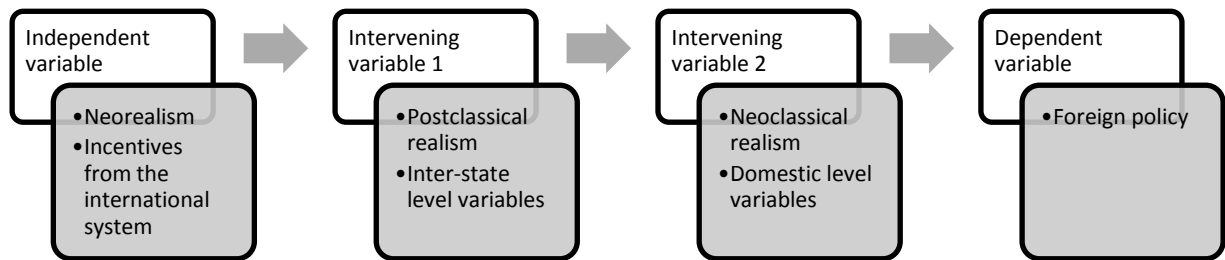 Independent
variable
•Neorealism
•Incentives
from the
international
system
Intervening
variable 1
•Postclassical
realism
•Inter-state
level variables
Intervening
variable 2
•Neoclassical
realism
•Domestic level
variables
Dependent
variable
•Foreign policy